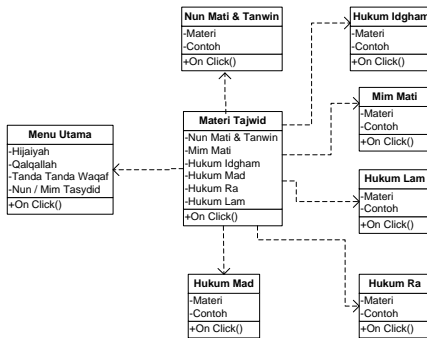 Nun Mati & Tanwin
-Materi
-Contoh
+On Click()
Hukum Idgham
-Materi
-Contoh
+On Click()
Mim Mati
-Materi
-Contoh
+On Click()
Materi Tajwid
-Nun Mati & Tanwin
-Mim Mati
-Hukum Idgham
-Hukum Mad
-Hukum Ra
-Hukum Lam
+On Click()
Menu Utama
-Hijaiyah
-Qalqallah
-Tanda Tanda Waqaf
-Nun / Mim Tasydid
+On Click()
Hukum Lam
-Materi
-Contoh
+On Click()
Hukum Mad
-Materi
-Contoh
+On Click()
Hukum Ra
-Materi
-Contoh
+On Click()